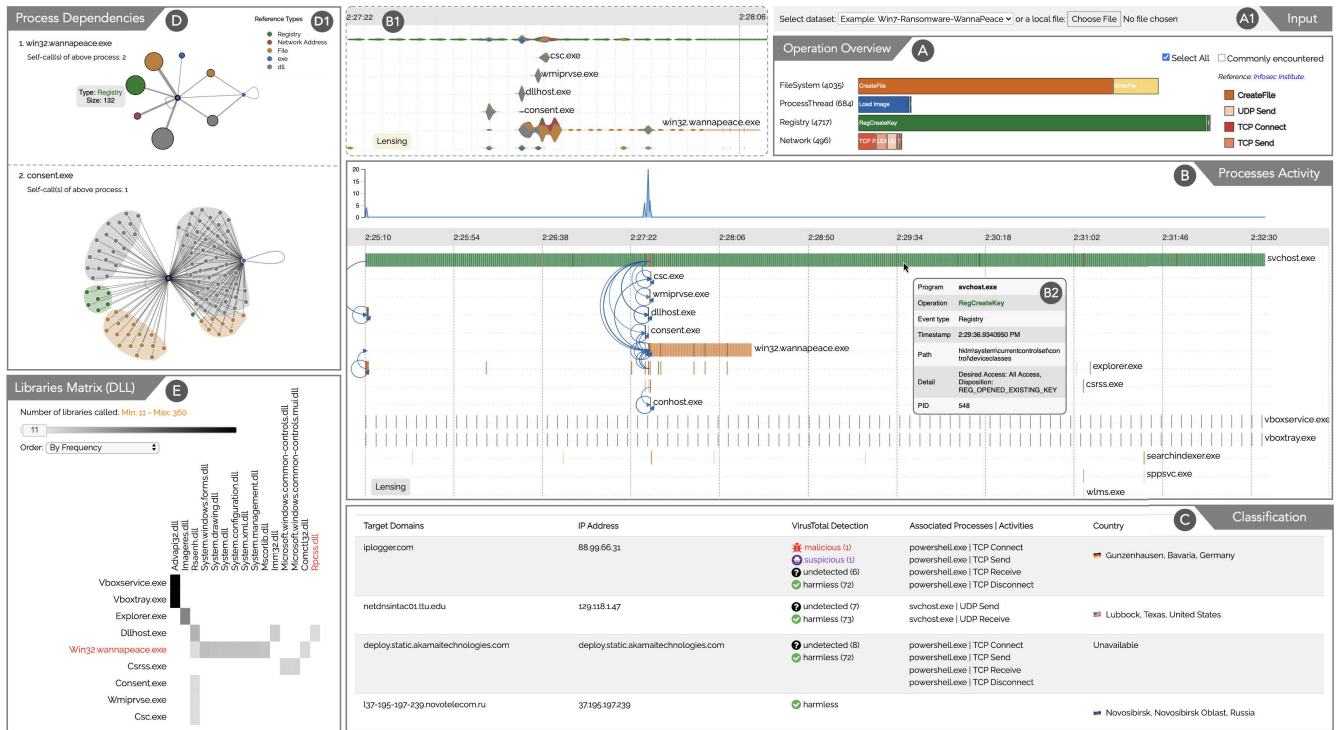 Process Dependencies
D
D1
Reference Types
Registry
Network Address
File
exe
dll
1. win32.wannapeace.exe
Self-call(s) of above process: 2
Type: Registry
Size: 132
2. consent.exe
Self-call(s) of above process: 1
2:27:22
B1
2:28:06
csc.exe
wmiprvse.exe
dllhost.exe
consent.exe
win32.wannapeace.exe
Lensing
Select dataset: Example: Win7-Ransomware-WannaPeace or a local file: Choose File No file chosen
A1
Input
Operation Overview
A
Select All
Commonly encountered
Reference: Infosec Institute.
FileSystem (4035)
CreateFile
ProcessThread (684)
Load Image
Registry (4717)
RegCreateKey
Network (496)
CreateFile
UDP Send
TCP Connect
TCP Send
B
Processes Activity
20
15
10
5
0
2:25:10 2:25:54 2:26:38 2:27:22 2:28:06 2:28:50 2:29:34 2:30:18 2:31:02 2:31:46 2:32:30
svchost.exe
csc.exe
wmiprvse.exe
dllhost.exe
consent.exe
win32.wannapeace.exe
explorer.exe
csrss.exe
conhost.exe
vboxservice.exe
vboxtray.exe
searchindexer.exe
sppsvc.exe
wlms.exe
Lensing
B2
Program svchost.exe
Operation RegCreateKey
Event type Registry
Timestamp 2:29:36.9340950 PM
Path hklm\system\currentcontrolset\con
trol\deviceclasses
Detail Desired Access: All Access,
Disposition:
REG_OPENED_EXISTING_KEY
PID 548
Libraries Matrix (DLL)
E
Number of libraries called: Min: 11 - Max: 360
11
Order: By Frequency
Advapi32.dll
Imageres.dll
Rsaenh.dll
System.windows.forms.dll
System.drawing.dll
System.dll
System.configuration.dll
System.xml.dll
System.management.dll
Mscorlib.dll
Imm32.dll
Microsoft.windows.common-controls.dll
Microsoft.windows.common-controls.mui.dll
Comctl32.dll
Rpcss.dll
Vboxservice.exe
Vboxtray.exe
Explorer.exe
Dllhost.exe
Win32.wannapeace.exe
Csrss.exe
Consent.exe
Wmiprvse.exe
Csc.exe
C
Classification
Target Domains IP Address VirusTotal Detection Associated Processes | Activities Country
iplogger.com 88.99.66.31 malicious (1) powershell.exe | TCP Connect Gunzenhausen, Bavaria, Germany
suspicious (1) powershell.exe | TCP Send
undetected (6) powershell.exe | TCP Receive
harmless (72) powershell.exe | TCP Disconnect
netdnsintac01.ttu.edu 129.118.1.47 undetected (7) svchost.exe | UDP Send Lubbock, Texas, United States
harmless (73) svchost.exe | UDP Receive
deploy.static.akamaitechnologies.com deploy.static.akamaitechnologies.com undetected (8) powershell.exe | TCP Connect Unavailable
harmless (72) powershell.exe | TCP Send
powershell.exe | TCP Receive
powershell.exe | TCP Disconnect
l37-195-197-239.novotelecom.ru 37.195.197.239 harmless Novosibirsk, Novosibirsk Oblast, Russia